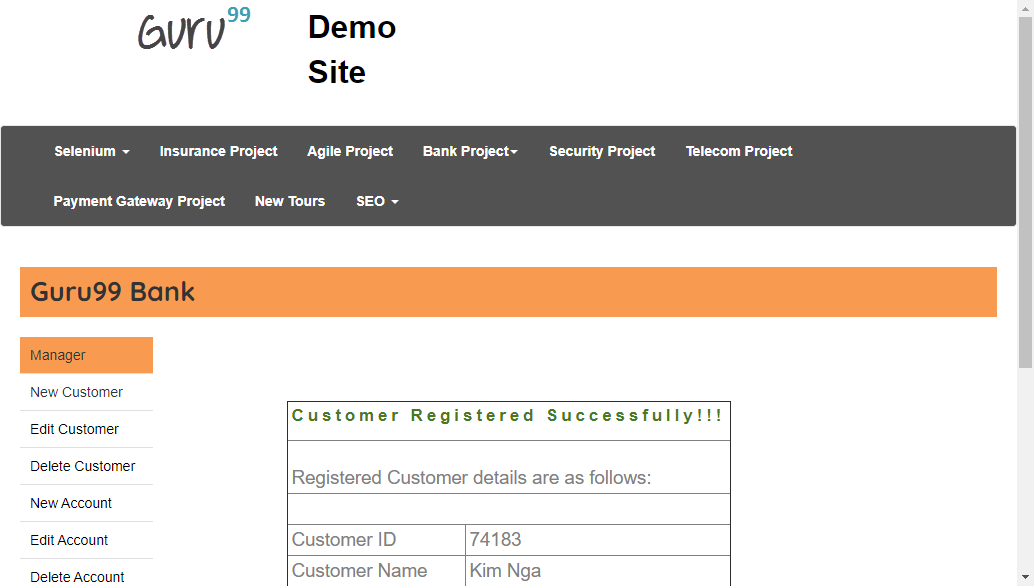 Guru99
Demo
Site
Selenium Insurance Project Agile Project Bank Project Security Project Telecom Project
Payment Gateway Project New Tours SEO
Guru99 Bank
Manager
New Customer
Edit Customer
Delete Customer
New Account
Edit Account
Delete Account
Customer Registered Successfully!!!
Registered Customer details are as follows:
Customer ID 74183
Customer Name Kim Nga